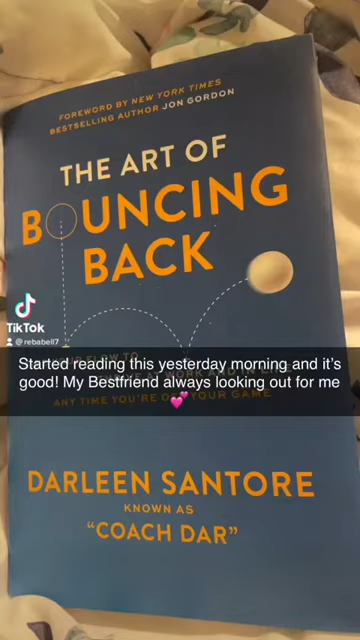 FOREWORD BY NEW YORK TIMES
BESTSELLING AUTHOR JON GORDON
THE ART OF
BOUNCING
BACK
TikTok
@rebabell7
Started reading this yesterday morning and it's
good! My Bestfriend always looking out for me
💕
ANY TIME YOU'RE OFF YOUR GAME
DARLEEN SANTORE
KNOWN AS
"COACH DAR"